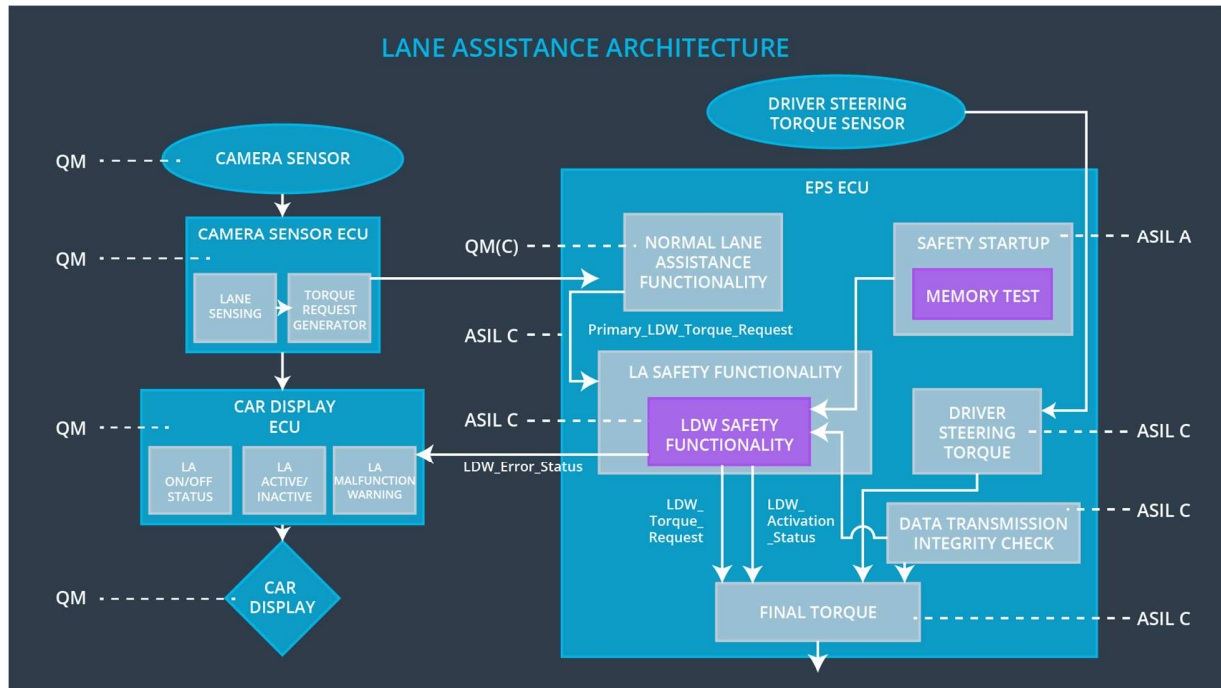 LANE ASSISTANCE ARCHITECTURE
DRIVER STEERING
TORQUE SENSOR
QM
CAMERA SENSOR
EPS ECU
QM
CAMERA SENSOR ECU
LANE
SENSING
TORQUE
REQUEST
GENERATOR
QM(C)
NORMAL LANE
ASSISTANCE
FUNCTIONALITY
SAFETY STARTUP
MEMORY TEST
ASIL A
ASIL C
Primary_LDW_Torque_Request
LA SAFETY FUNCTIONALITY
ASIL C
LDW SAFETY
FUNCTIONALITY
DRIVER
STEERING
TORQUE
ASIL C
QM
CAR DISPLAY
ECU
LA
ON/OFF
STATUS
LA
ACTIVE/
INACTIVE
LA
MALFUNCTION
WARNING
LDW_Error_Status
LDW_
Torque_
Request
LDW_
Activation
_Status
DATA TRANSMISSION
INTEGRITY CHECK
ASIL C
QM
CAR
DISPLAY
FINAL TORQUE
ASIL C